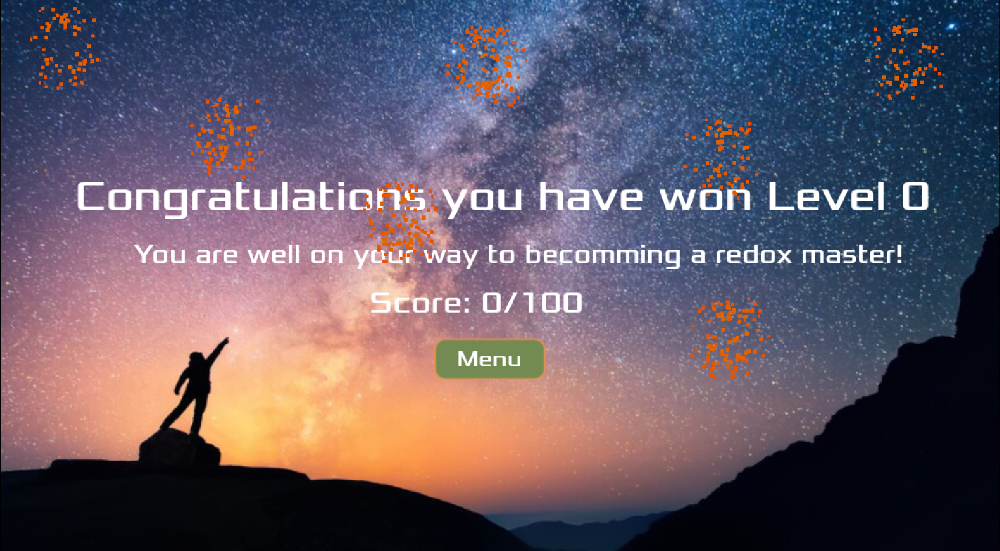 Congratulations you have won Level 0
You are well on your way to becomming a redox master!
Score: 0/100
Menu